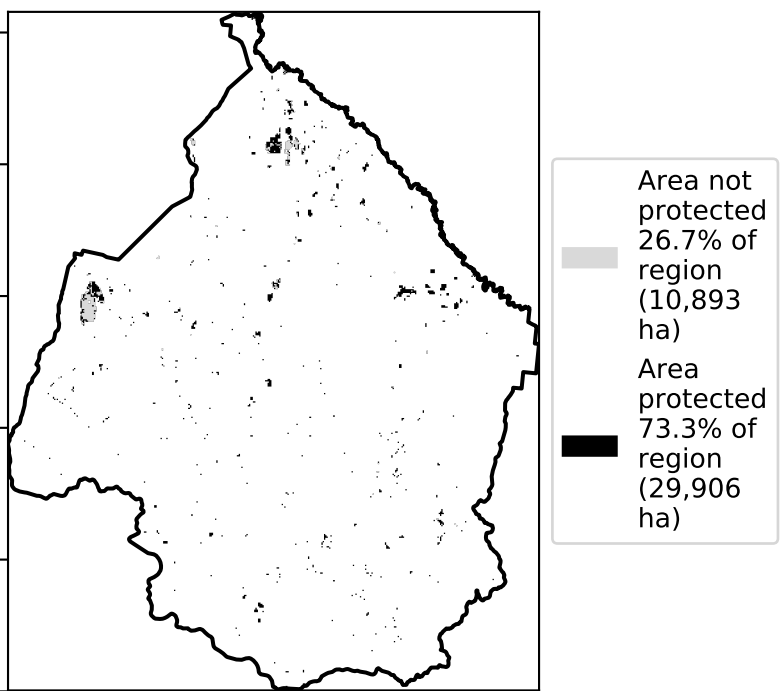 Area not
protected
26.7% of
region
(10,893
ha)
Area
protected
73.3% of
region
(29,906
ha)